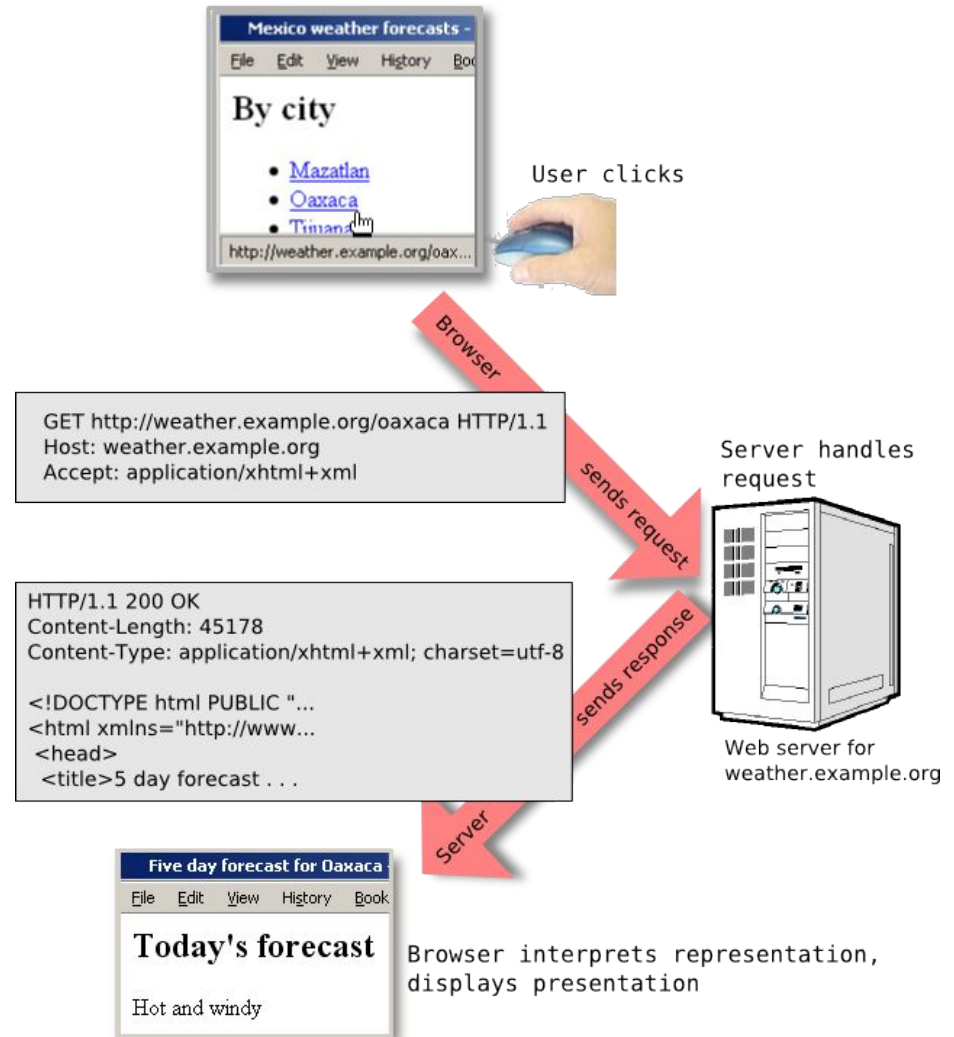 Mexico weather forecasts -
File Edit View History Boo
By city
• Mazatlan
• Oaxaca
• Tijuana
http://weather.example.org/oax...
User clicks
Browser
sends request
GET http://weather.example.org/oaxaca HTTP/1.1
Host: weather.example.org
Accept: application/xhtml+xml
Server handles
request
Web server for
weather.example.org
HTTP/1.1 200 OK
Content-Length: 45178
Content-Type: application/xhtml+xml; charset=utf-8
<!DOCTYPE html PUBLIC "...
<html xmlns="http://www...
<head>
<title>5 day forecast . . .
Server
sends response
Five day forecast for Oaxaca -
File Edit View History Book
Today's forecast
Hot and windy
Browser interprets representation,
displays presentation